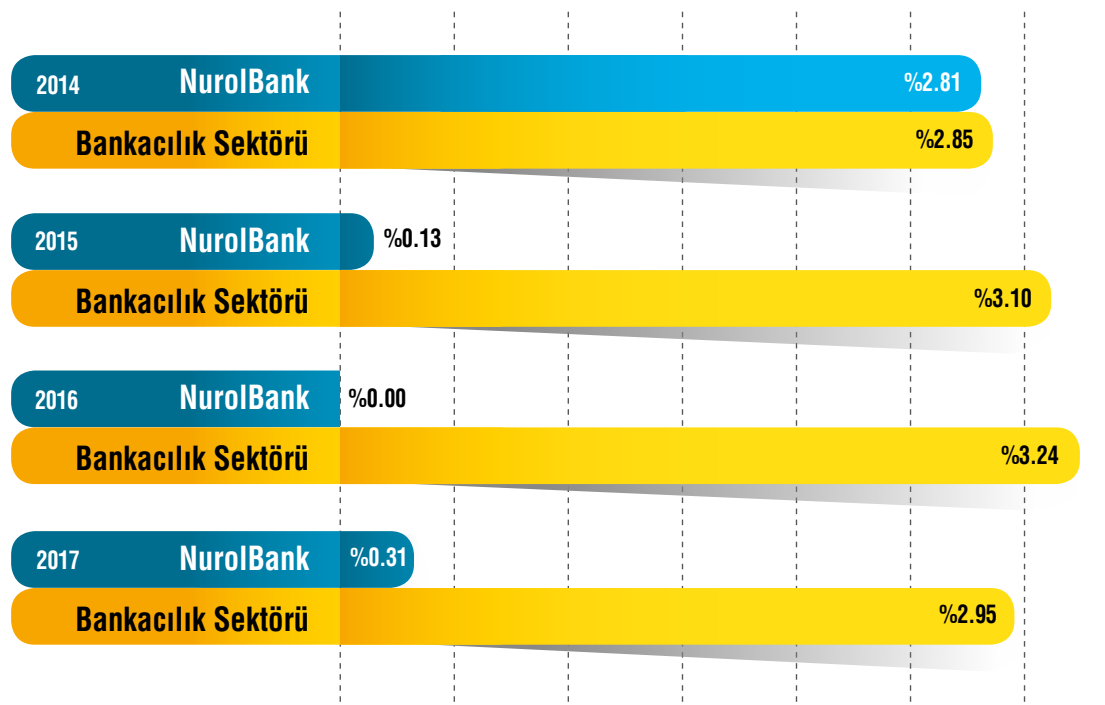 2014 NurolBank %2.81
Bankacılık Sektörü %2.85
2015 NurolBank %0.13
Bankacılık Sektörü %3.10
2016 NurolBank %0.00
Bankacılık Sektörü %3.24
2017 NurolBank %0.31
Bankacılık Sektörü %2.95